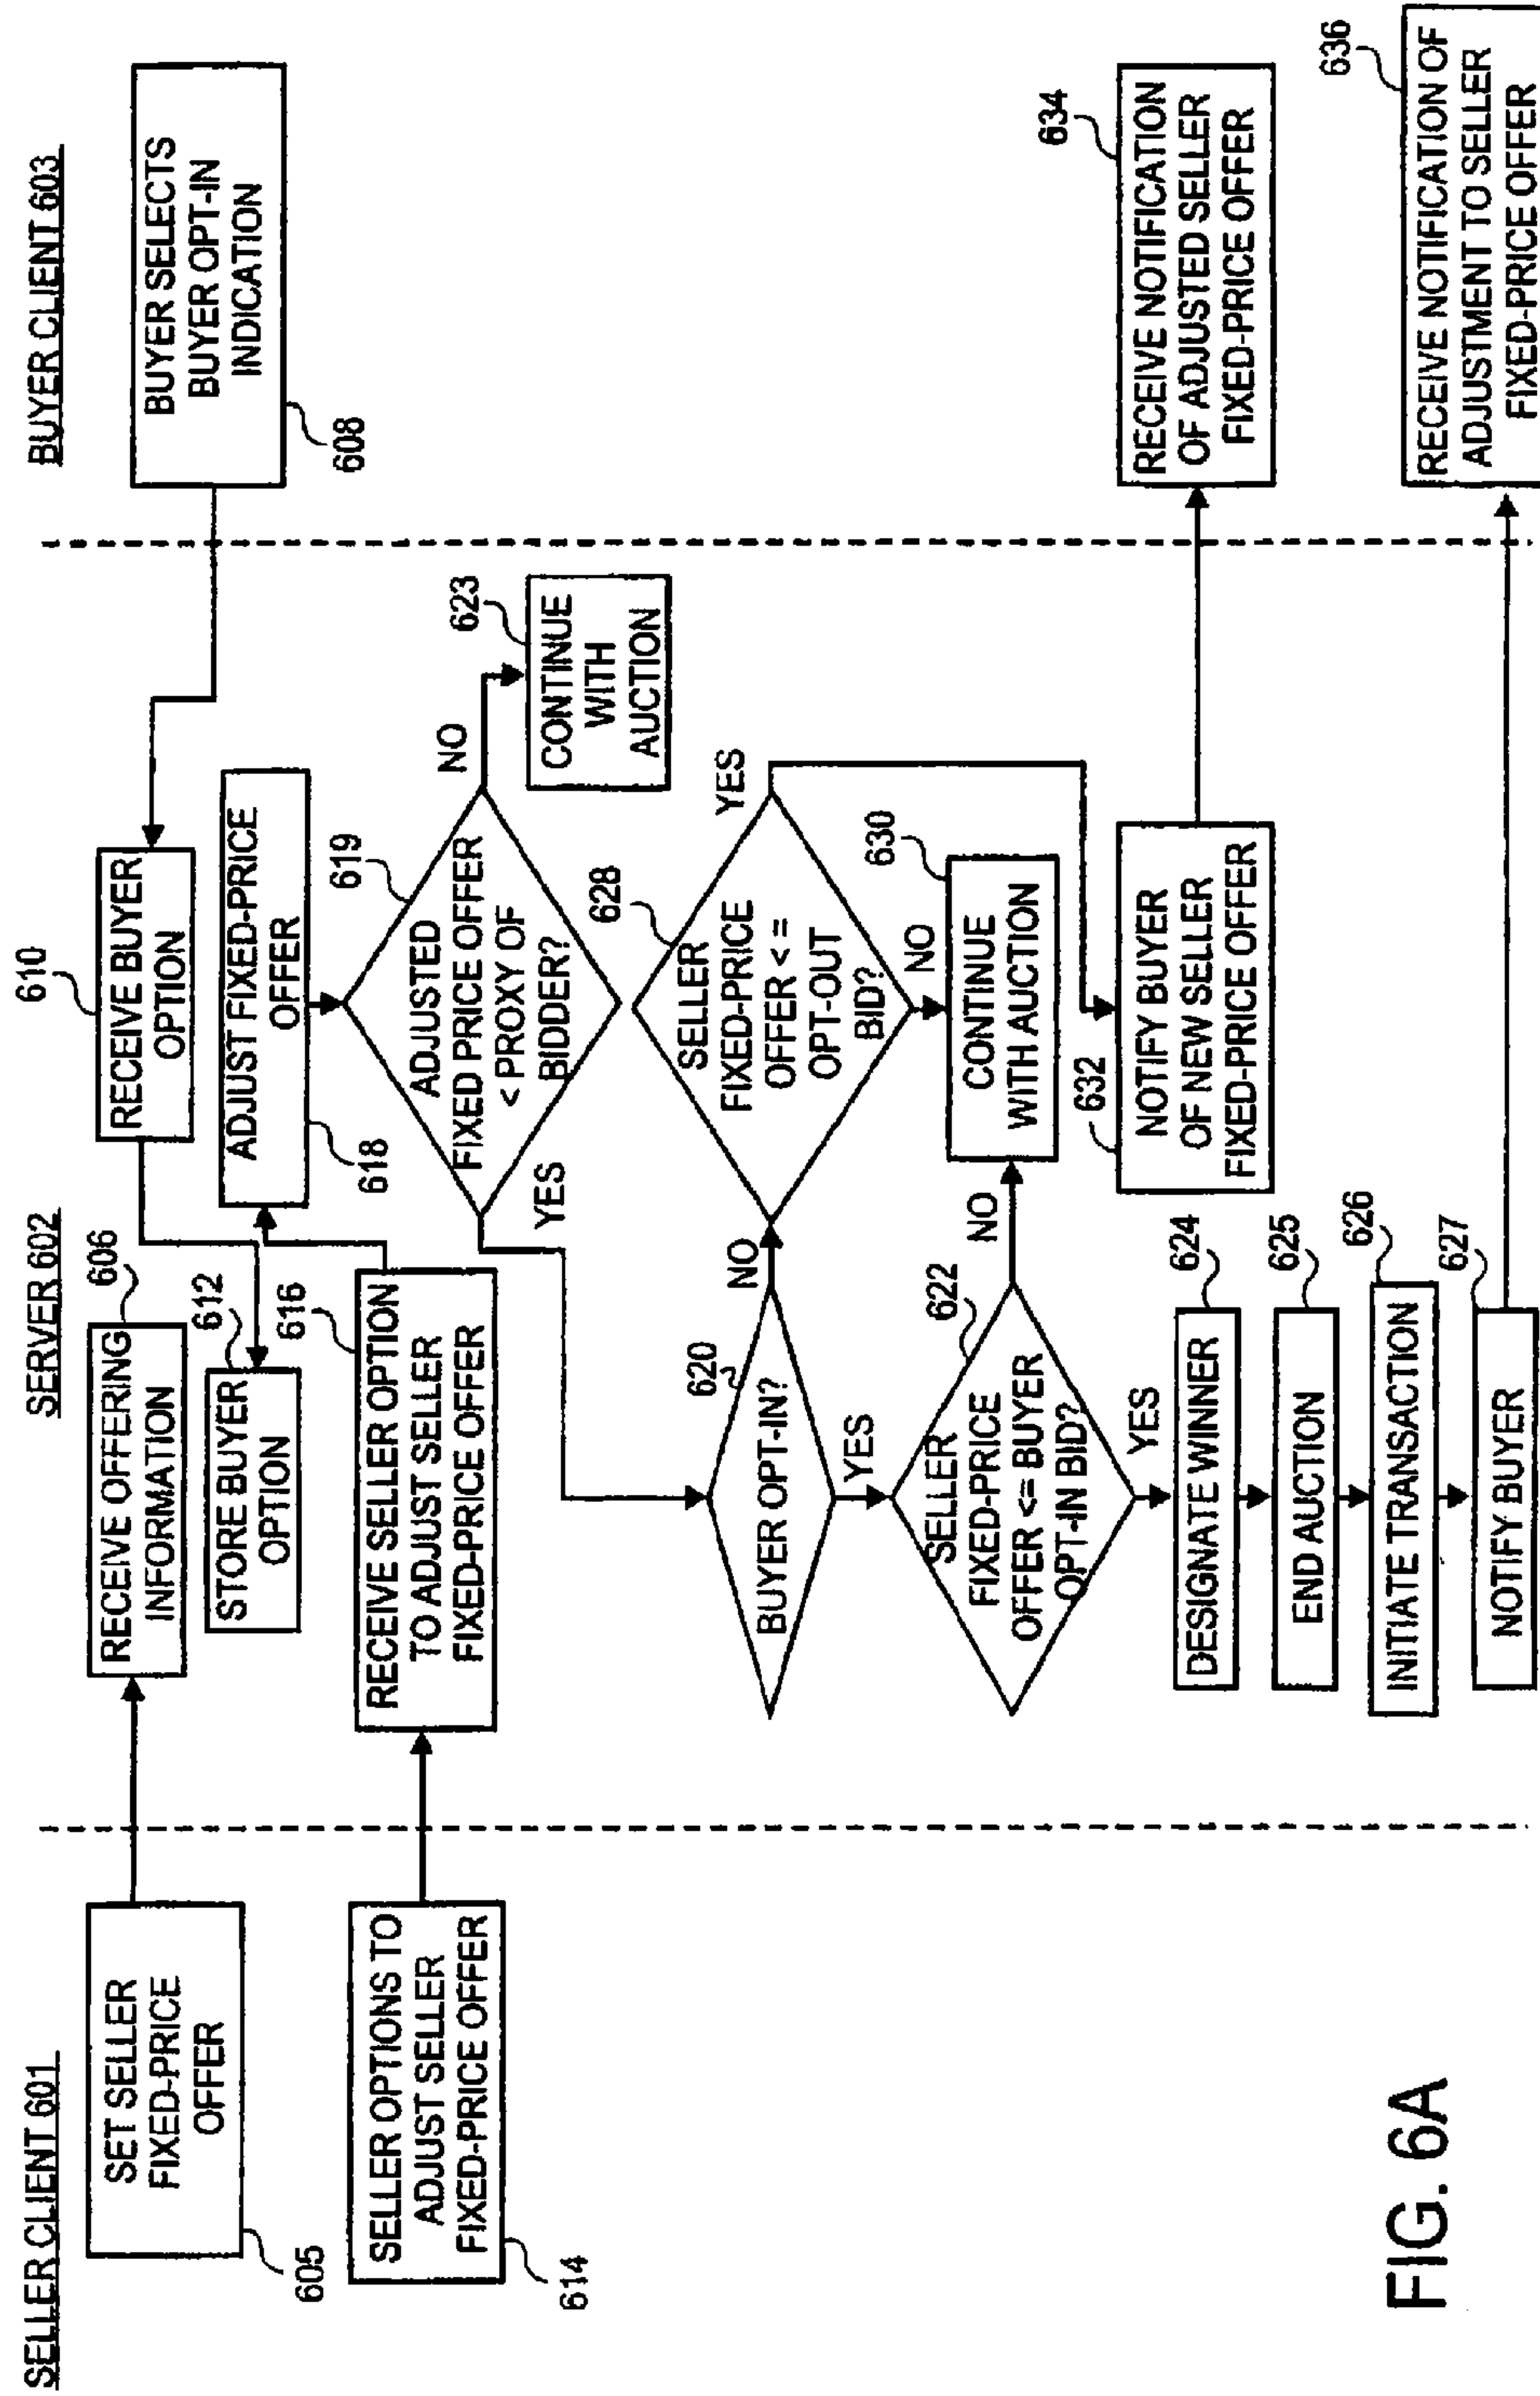 SELLER CLIENT 601
SERVER 602
BUYER CLIENT 603
SET SELLER
FIXED-PRICE
OFFER
605
RECEIVE OFFERING
INFORMATION
606
BUYER SELECTS
BUYER OPT-IN
INDICATION
608
RECEIVE BUYER
OPTION
610
STORE BUYER
OPTION
612
SELLER OPTIONS TO
ADJUST SELLER
FIXED-PRICE OFFER
614
RECEIVE SELLER OPTION
TO ADJUST SELLER
FIXED-PRICE OFFER
616
ADJUST FIXED-PRICE
OFFER
618
ADJUSTED
FIXED PRICE OFFER
< PROXY OF
BIDDER?
619
YES
NO
CONTINUE
WITH
AUCTION
623
BUYER OPT-IN?
620
YES
NO
SELLER
FIXED-PRICE
OFFER <=
OPT-OUT
BID?
628
YES
NO
SELLER
FIXED-PRICE
OFFER <= BUYER
OPT-IN BID?
622
YES
NO
CONTINUE
WITH AUCTION
630
NOTIFY BUYER
OF NEW SELLER
FIXED-PRICE OFFER
632
RECEIVE NOTIFICATION
OF ADJUSTED SELLER
FIXED-PRICE OFFER
634
DESIGNATE WINNER
624
END AUCTION
625
INITIATE TRANSACTION
626
NOTIFY BUYER
627
RECEIVE NOTIFICATION OF
ADJUSTMENT TO SELLER
FIXED-PRICE OFFER
636
FIG. 6A